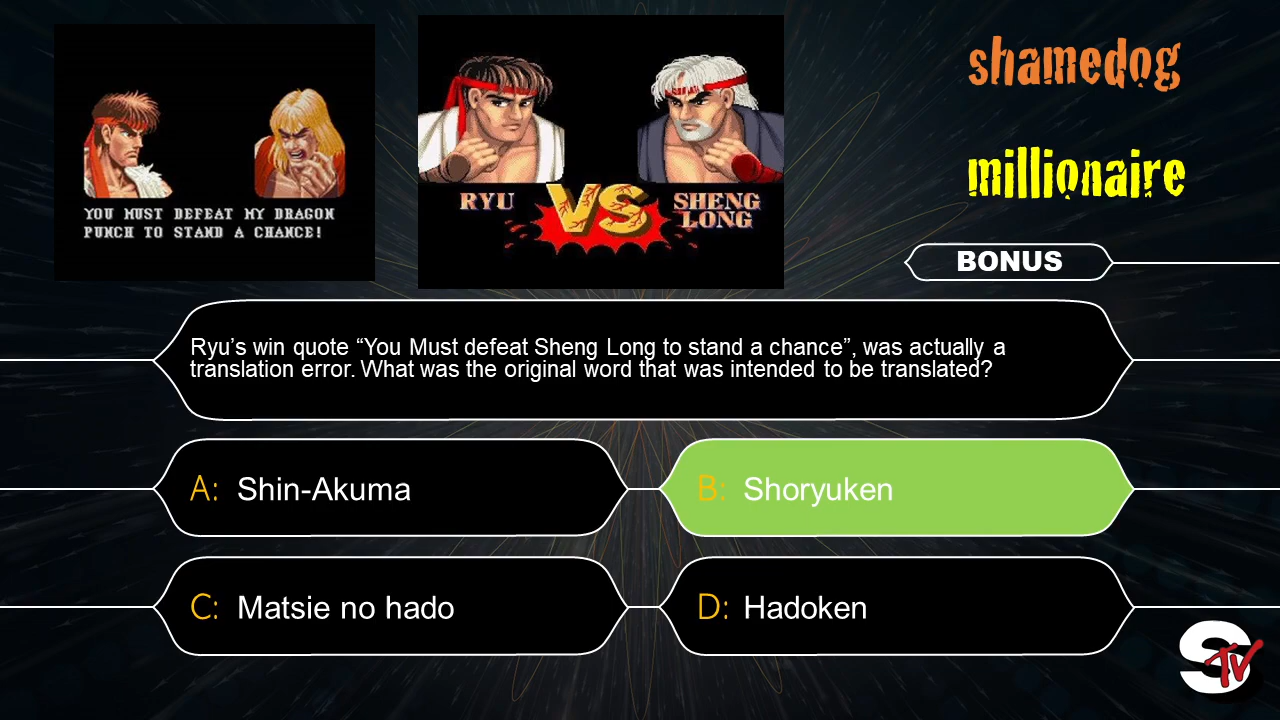 YOU MUST DEFEAT MY DRAGON
PUNCH TO STAND A CHANCE!
RYU
VS
SHENG
LONG
shamedog
millionaire
BONUS
Ryu’s win quote “You Must defeat Sheng Long to stand a chance”, was actually a
translation error. What was the original word that was intended to be translated?
A: Shin-Akuma
B: Shoryuken
C: Matsie no hado
D: Hadoken
STV